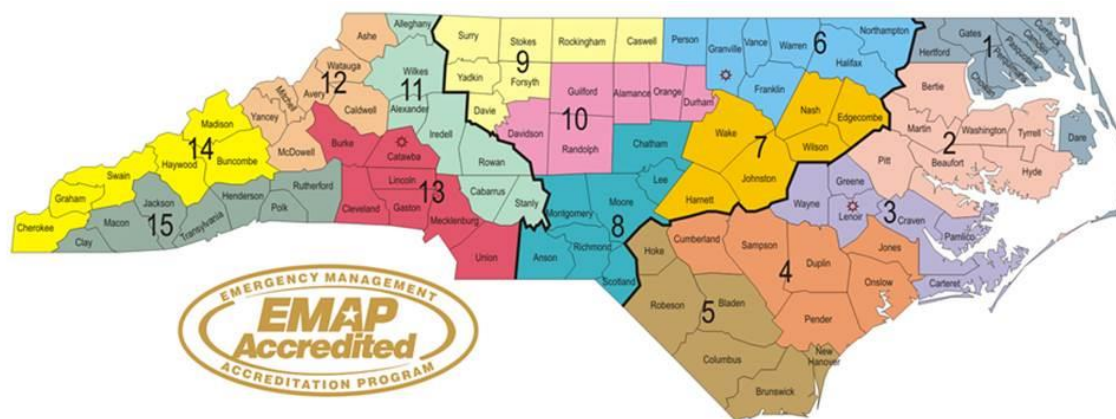 Alleghany
Ashe
Surry
Stokes
Rockingham
Caswell
Person
Granville
Vance
Warren
Northampton
Hertford
Gates
Currituck
Camden
Pasquotank
Perquimans
Chowan
1
6
9
12
Watauga
Wilkes
Yadkin
Forsyth
Halifax
Bertie
Avery
Mitchell
11
Caldwell
Alexander
Davie
Guilford
Alamance
Orange
Durham
Franklin
Nash
Edgecombe
Martin
Washington
Tyrrell
Dare
Madison
Yancey
McDowell
Burke
Iredell
Davidson
10
Randolph
Chatham
Wake
7
Wilson
2
Pitt
Beaufort
Hyde
14
Haywood
Buncombe
Catawba
Rowan
Lee
Johnston
Wayne
Greene
Swain
Graham
Jackson
Henderson
Rutherford
Lincoln
13
Cabarrus
Stanly
Montgomery
Moore
Harnett
Lenoir
3
Craven
Pamlico
Cherokee
Macon
15
Transylvania
Polk
Cleveland
Gaston
Mecklenburg
8
Clay
Union
Anson
Richmond
Scotland
Hoke
Cumberland
Sampson
4
Duplin
Jones
Onslow
Carterst
Robeson
Bladen
5
Pender
Columbus
New
Hanover
Brunswick
EMERGENCY MANAGEMENT
EMAP
Accredited
ACCREDITATION PROGRAM